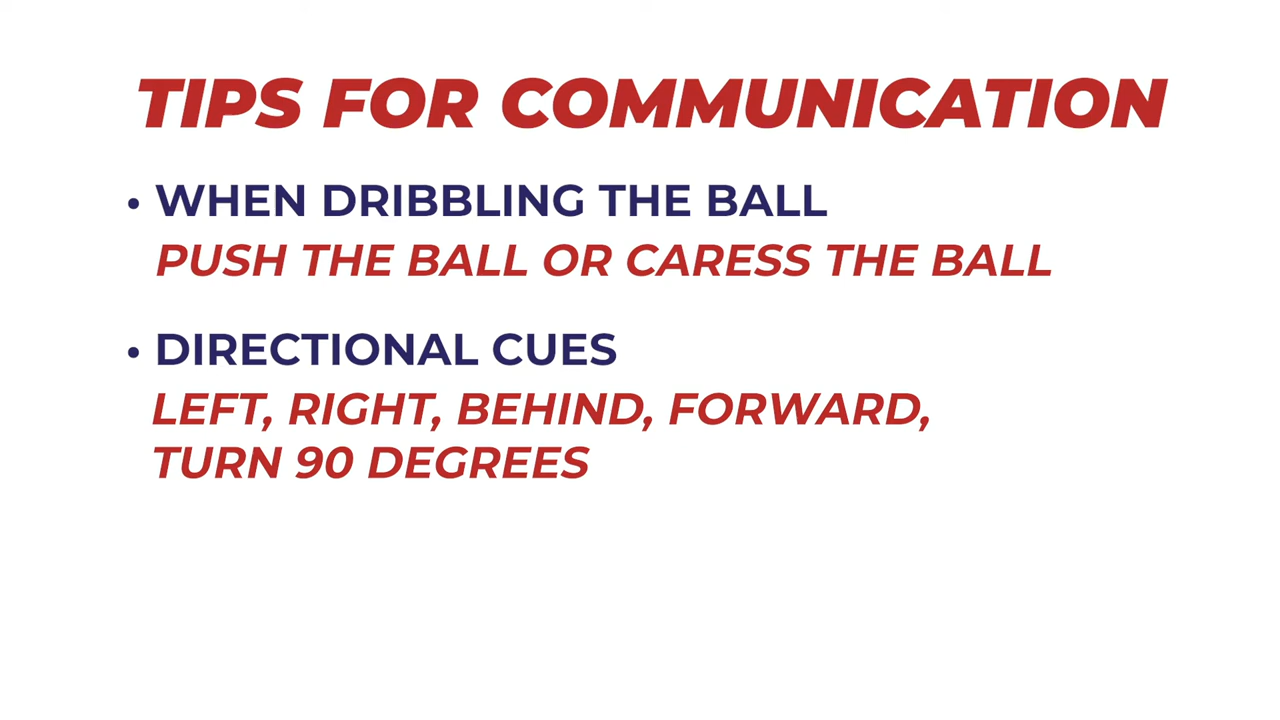 TIPS FOR COMMUNICATION
• WHEN DRIBBLING THE BALL
PUSH THE BALL OR CARESS THE BALL
• DIRECTIONAL CUES
LEFT, RIGHT, BEHIND, FORWARD,
TURN 90 DEGREES